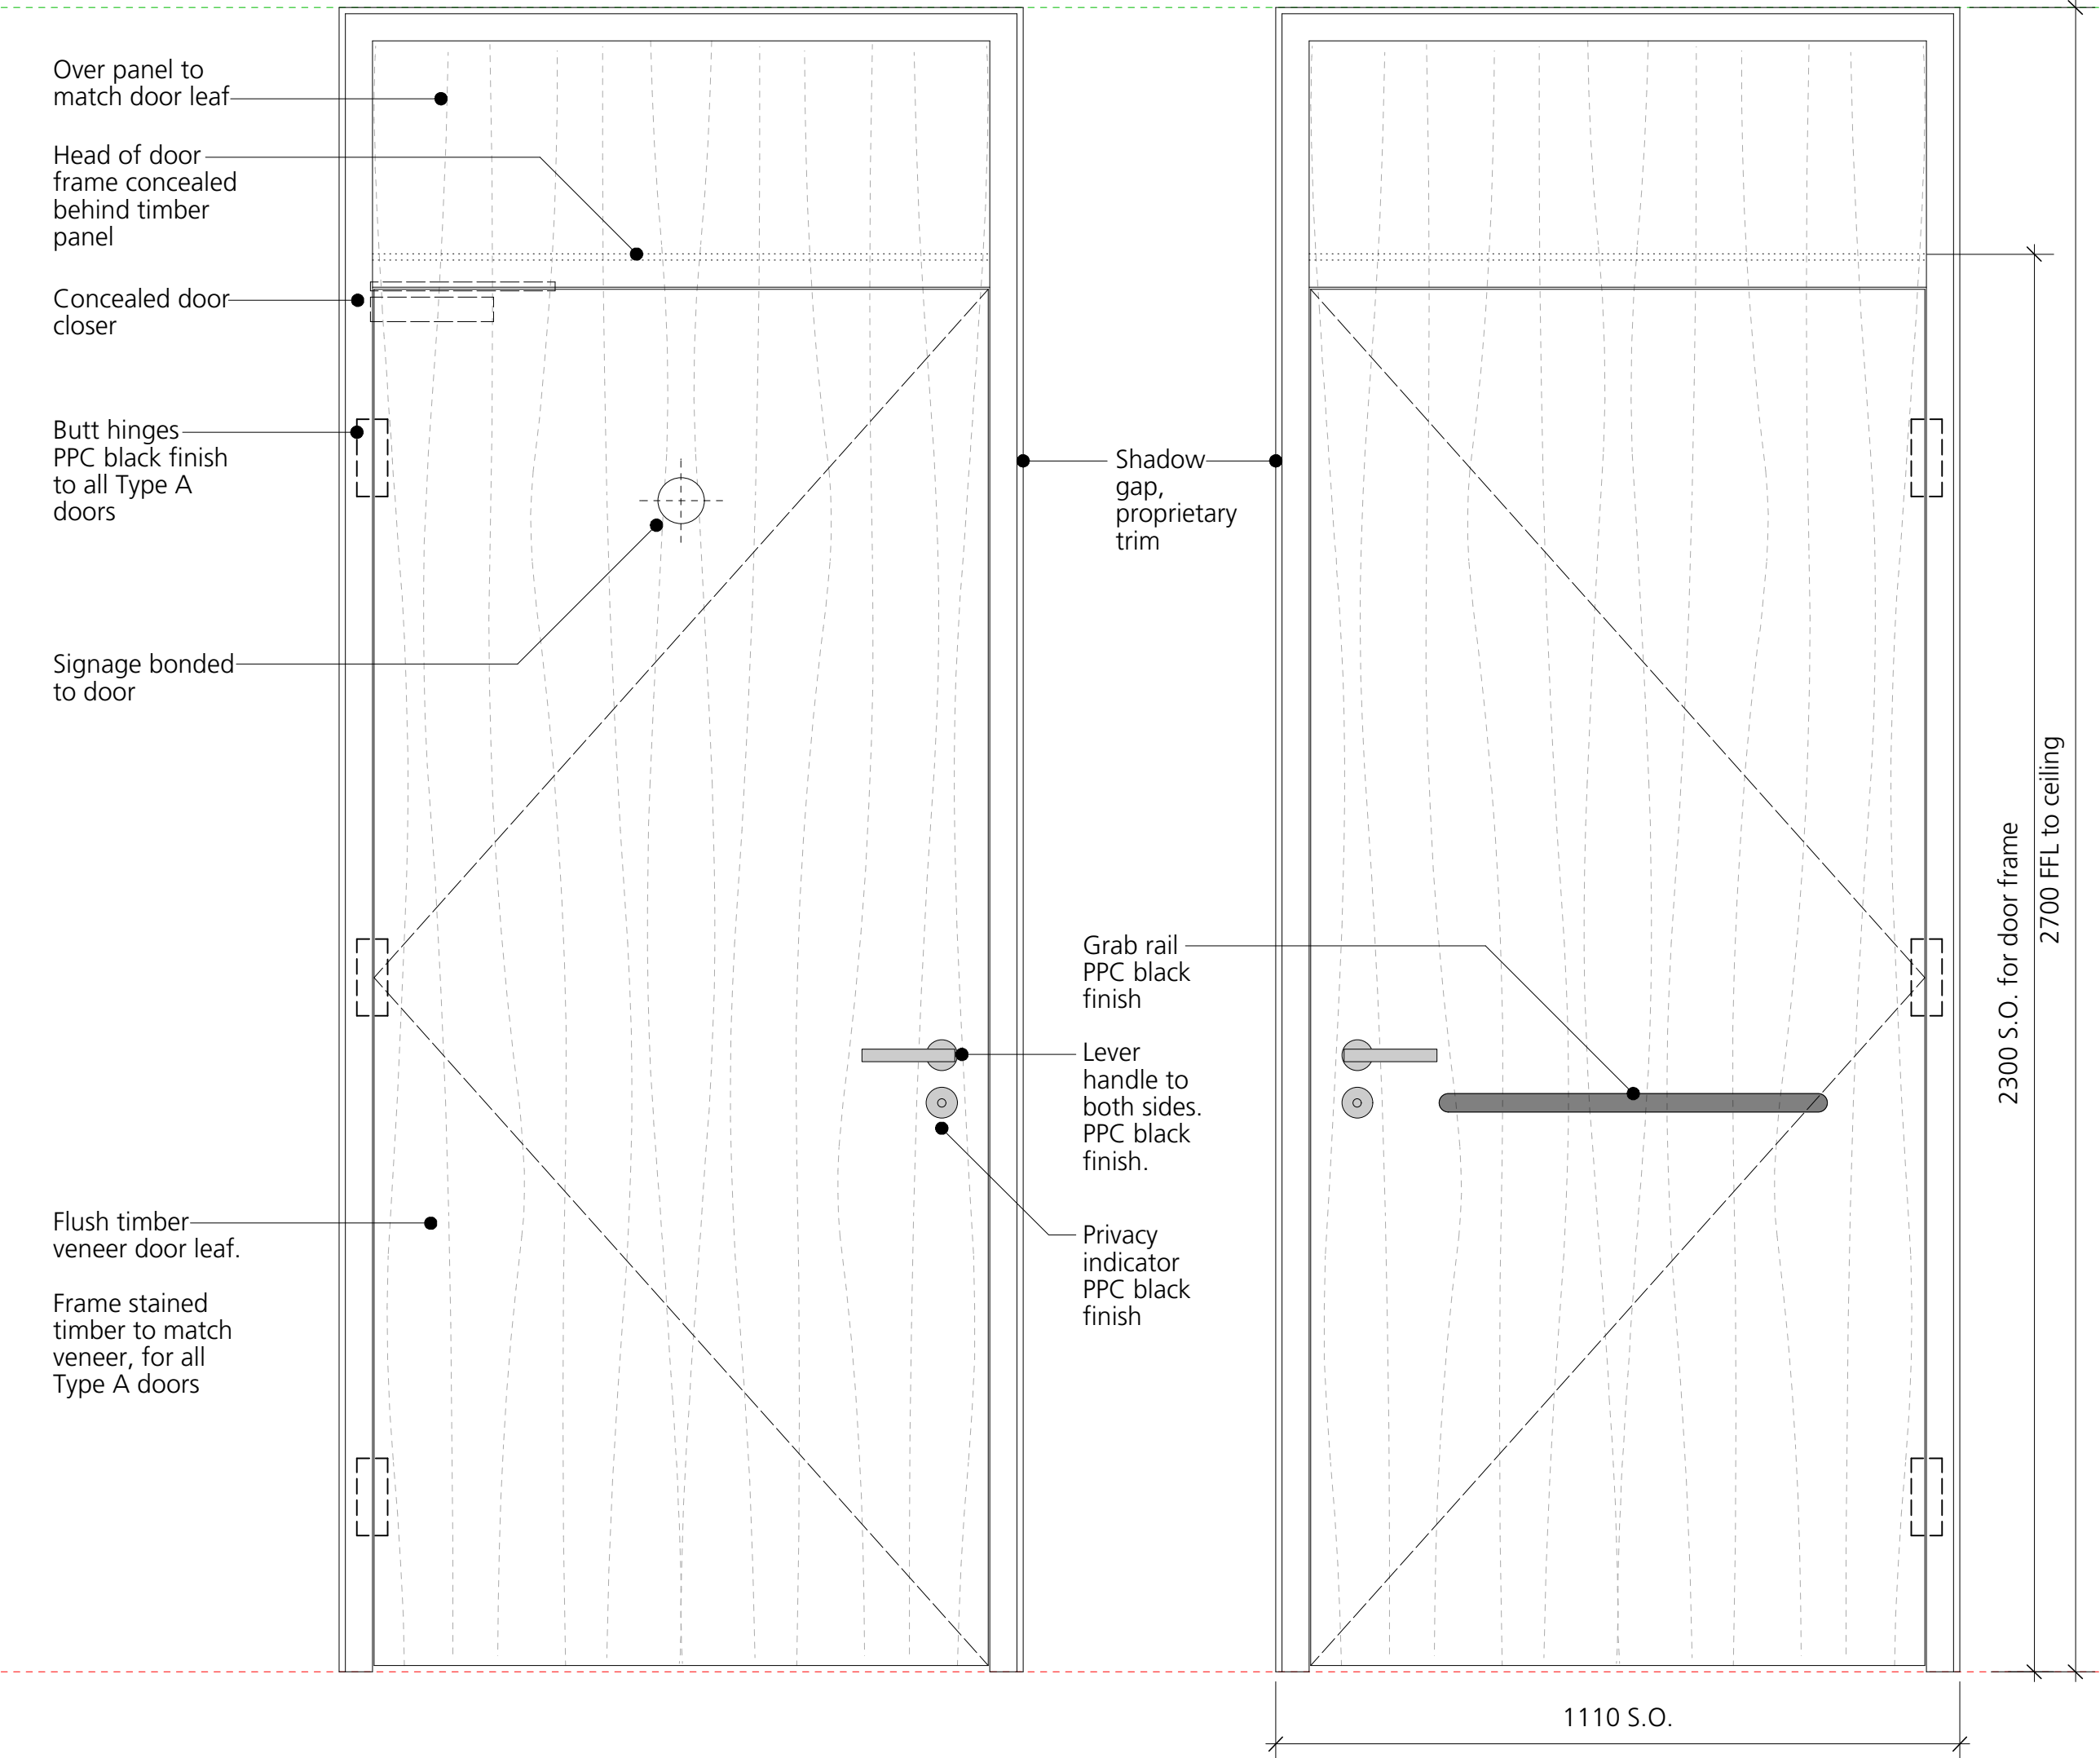 Over panel to
match door leaf
Head of door
frame concealed
behind timber
panel
Concealed door
closer
Butt hinges
PPC black finish
to all Type A
doors
Signage bonded
to door
Flush timber
veneer door leaf.
Frame stained
timber to match
veneer, for all
Type A doors
Shadow
gap,
proprietary
trim
Grab rail
PPC black
finish
Lever
handle to
both sides.
PPC black
finish.
Privacy
indicator
PPC black
finish
2300 S.O. for door frame
2700 FFL to ceiling
1110 S.O.